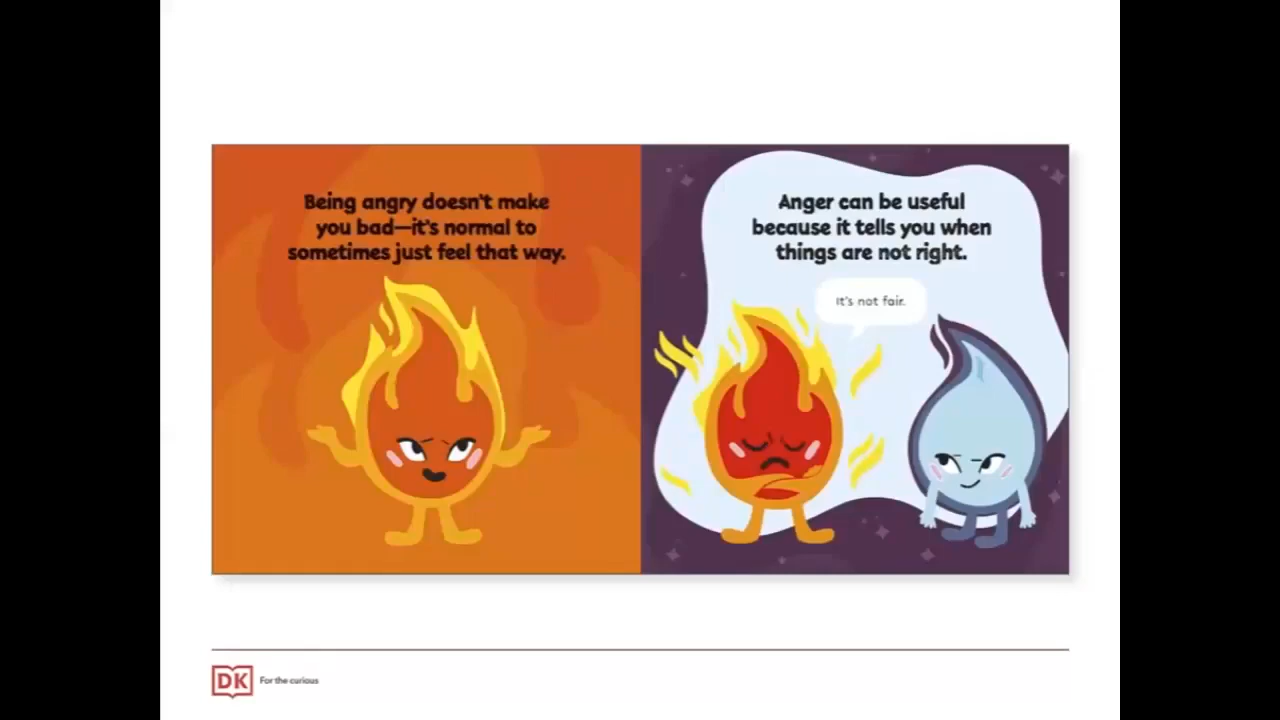 Being angry doesn't make
you bad—it's normal to
sometimes just feel that way.
Anger can be useful
because it tells you when
things are not right.
It's not fair.
DK
For the curious